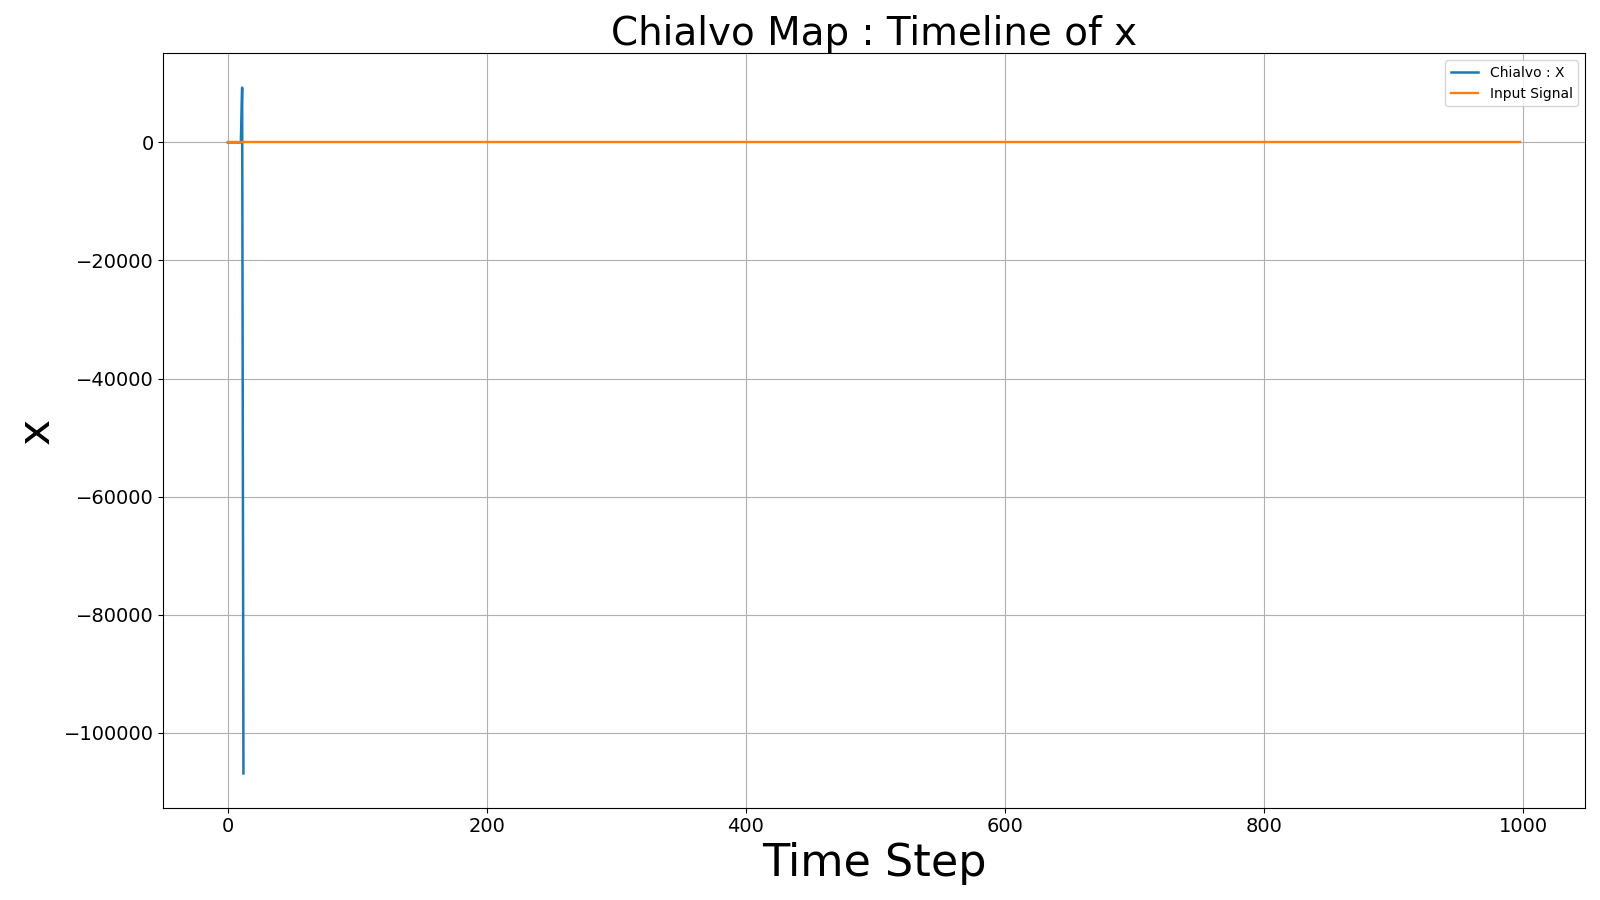 Chialvo Map : Timeline of x
Chialvo : X
Input Signal
0
−20000
−40000
−60000
−80000
−100000
x
0
200
400
600
800
1000
Time Step